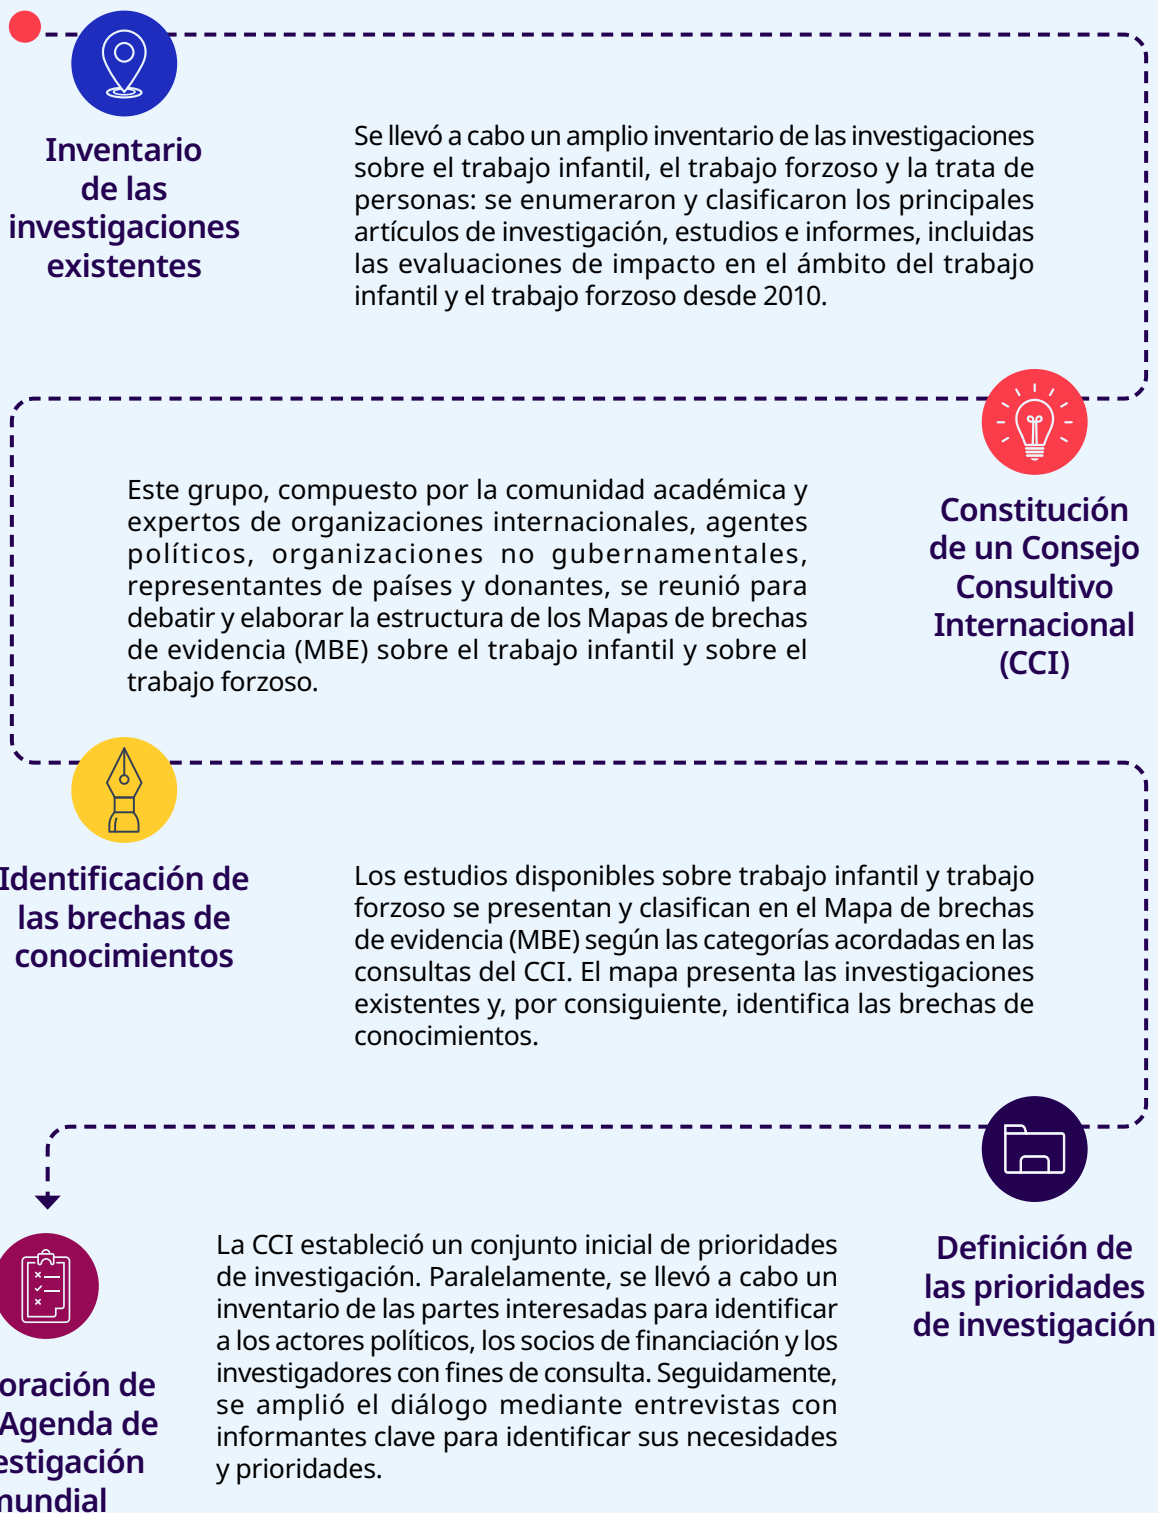 Inventario
de las
investigaciones
existentes
Se llevó a cabo un amplio inventario de las investigaciones
sobre el trabajo infantil, el trabajo forzoso y la trata de
personas: se enumeraron y clasificaron los principales
artículos de investigación, estudios e informes, incluidas
las evaluaciones de impacto en el ámbito del trabajo
infantil y el trabajo forzoso desde 2010.
Constitución
de un Consejo
Consultivo
Internacional
(CCI)
Este grupo, compuesto por la comunidad académica y
expertos de organizaciones internacionales, agentes
políticos, organizaciones no gubernamentales,
representantes de países y donantes, se reunió para
debatir y elaborar la estructura de los Mapas de brechas
de evidencia (MBE) sobre el trabajo infantil y sobre el
trabajo forzoso.
Identificación de
las brechas de
conocimientos
Los estudios disponibles sobre trabajo infantil y trabajo
forzoso se presentan y clasifican en el Mapa de brechas
de evidencia (MBE) según las categorías acordadas en las
consultas del CCI. El mapa presenta las investigaciones
existentes y, por consiguiente, identifica las brechas de
conocimientos.
Definición de
las prioridades
de investigación
La CCI estableció un conjunto inicial de prioridades
de investigación. Paralelamente, se llevó a cabo un
inventario de las partes interesadas para identificar
a los actores políticos, los socios de financiación y los
investigadores con fines de consulta. Seguidamente,
se amplió el diálogo mediante entrevistas con
informantes clave para identificar sus necesidades
y prioridades.
oración de
Agenda de
estigación
mundial